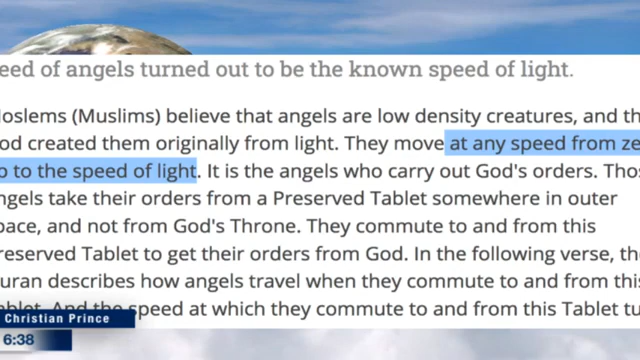 eed of angels turned out to be the known speed of light.
oslems (Muslims) believe that angels are low density creatures, and th
od created them originally from light. They move at any speed from ze
to the speed of light. It is the angels who carry out God's orders. Thos
ngels take their orders from a Preserved Tablet somewhere in outer
pace, and not from God's Throne. They commute to and from this
reserved Tablet to get their orders from God. In the following verse, the
uran describes how angels travel when they commute to and from this
ablet. And the speed at which they commute to and from this Tablet tu
Christian Prince
6:38